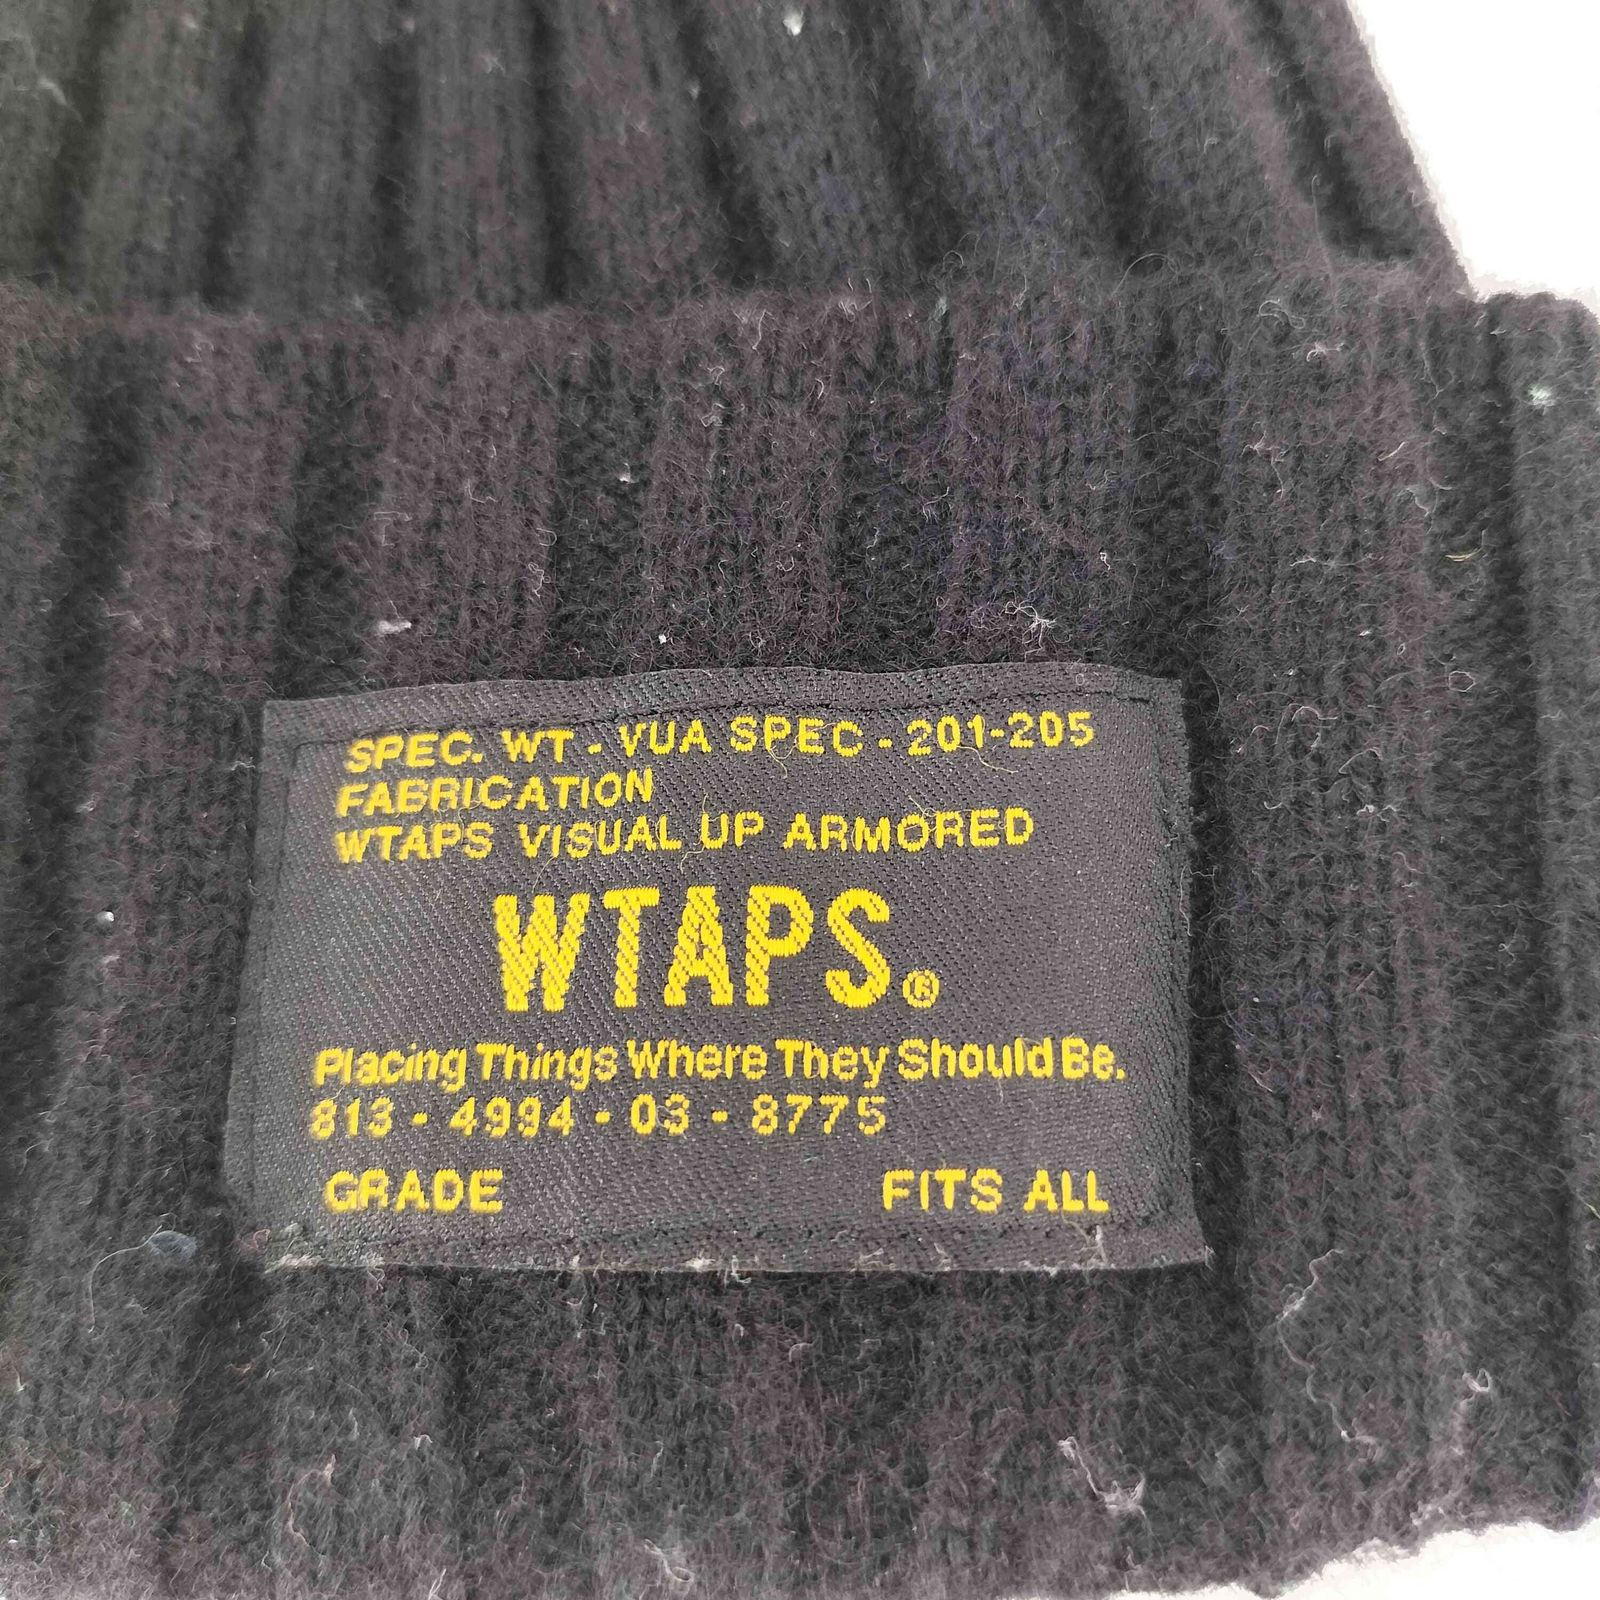 SPEC. WT - VUA SPEC - 201-205
FABRICATION
WTAPS VISUAL UP ARMORED
WTAPS.®
Placing Things Where They Should Be.
813 - 4994 - 03 - 8775
GRADE FITS ALL